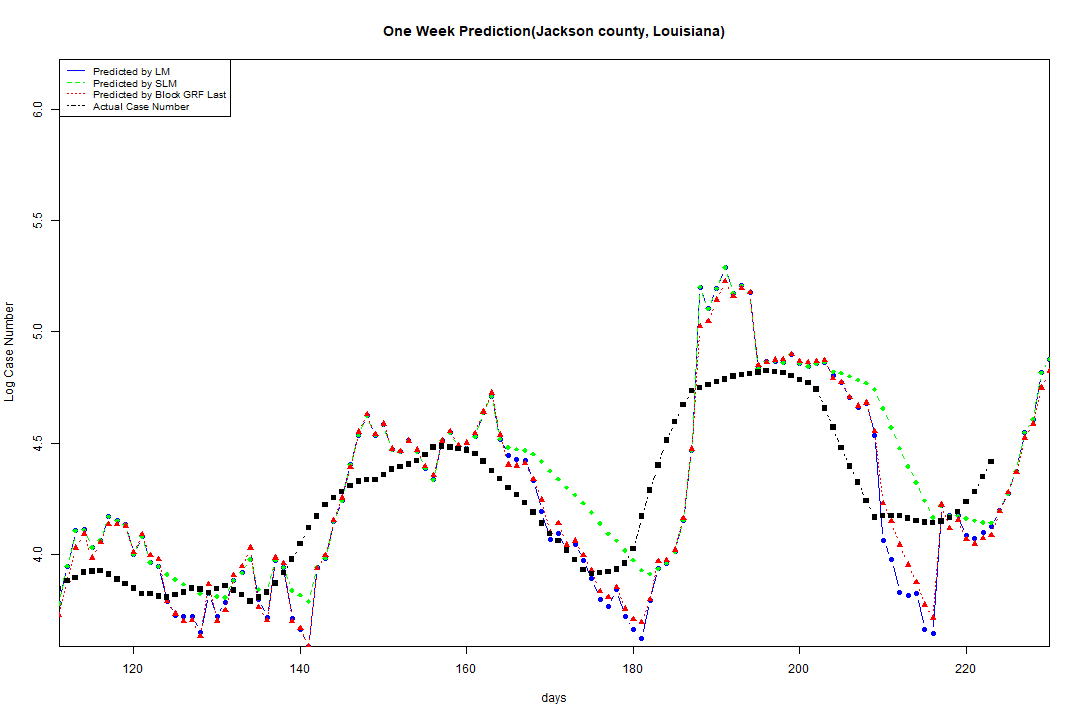 One Week Prediction(Jackson county, Louisiana)
Predicted by LM
Predicted by SLM
Predicted by Block GRF Last
Actual Case Number
6.0
5.5
5.0
4.5
4.0
Log Case Number
120 140 160 180 200 220
days